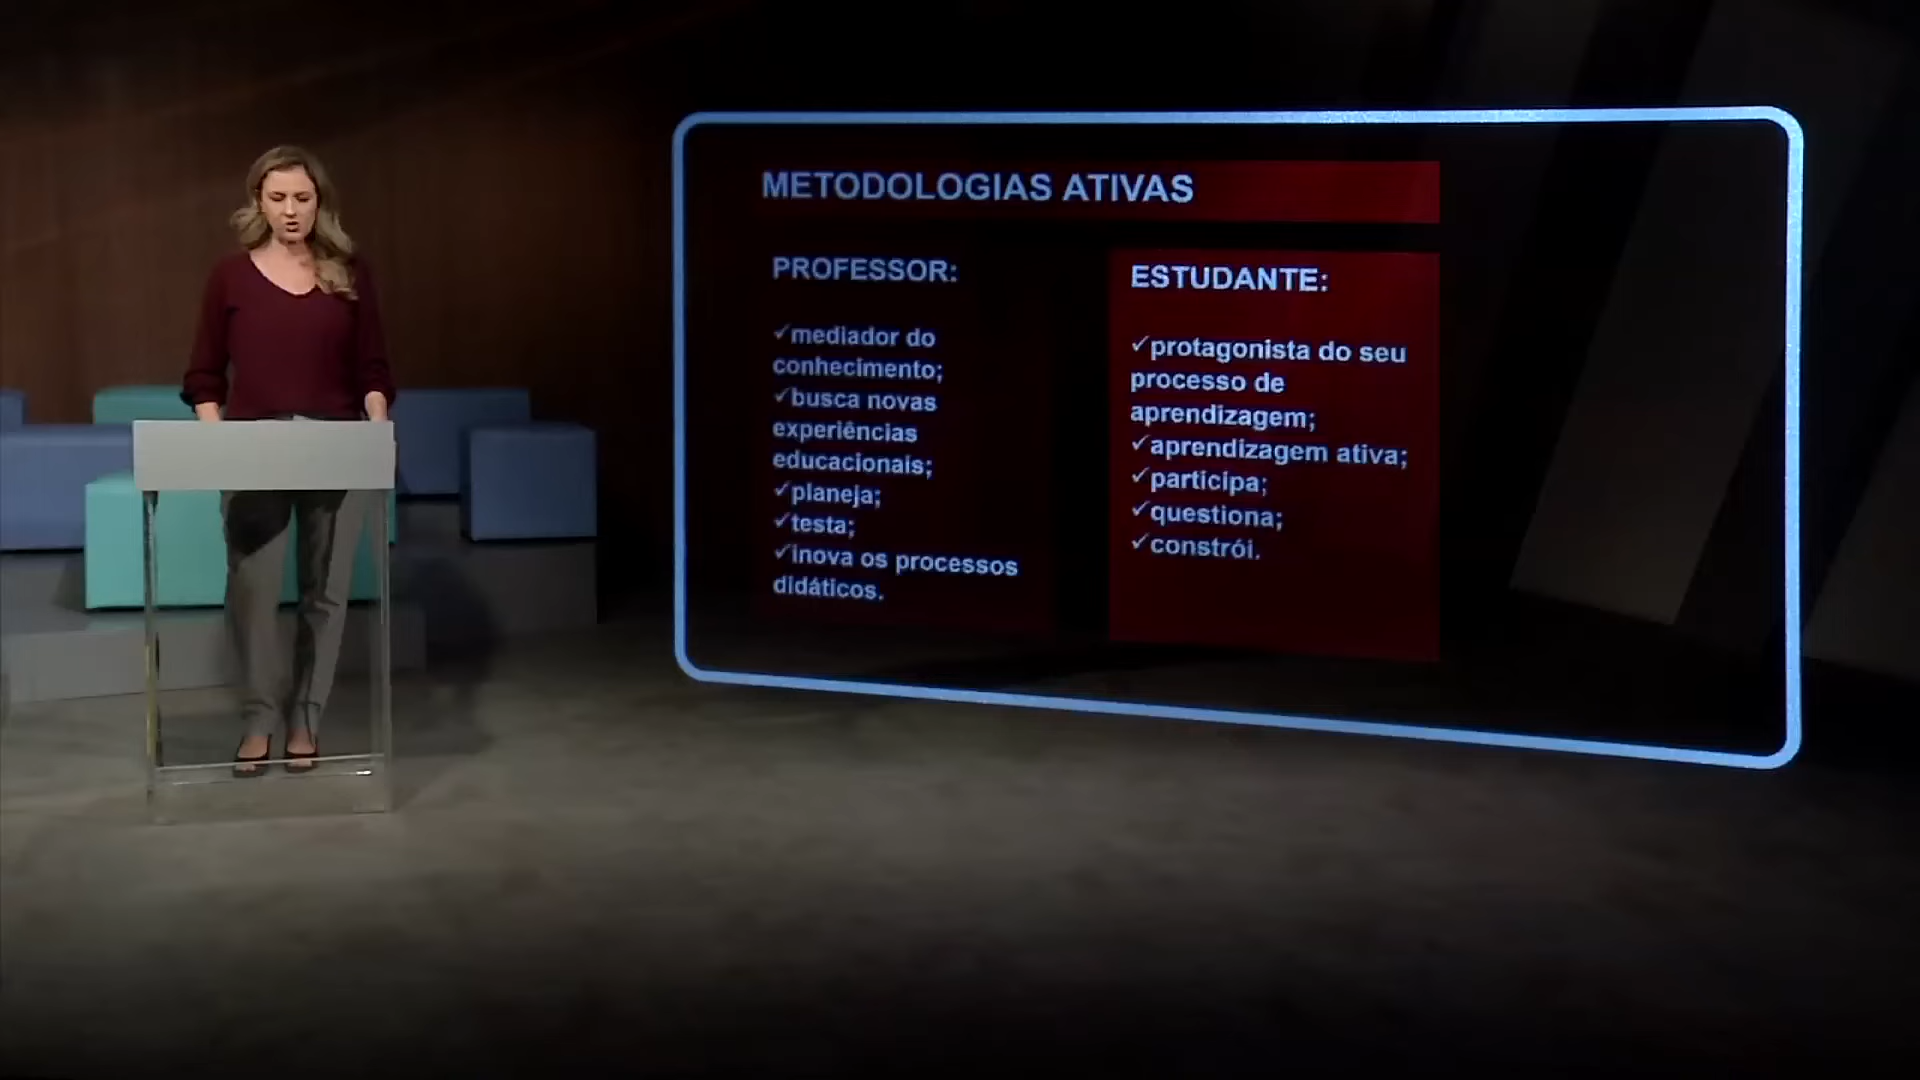 METODOLOGIAS ATIVAS
PROFESSOR:
✓mediador do
conhecimento;
✓busca novas
experiências
educacionais;
✓planeja;
✓testa;
✓inova os processos
didáticos.
ESTUDANTE:
✓protagonista do seu
processo de
aprendizagem;
✓aprendizagem ativa;
✓participa;
✓questiona;
✓constrói.